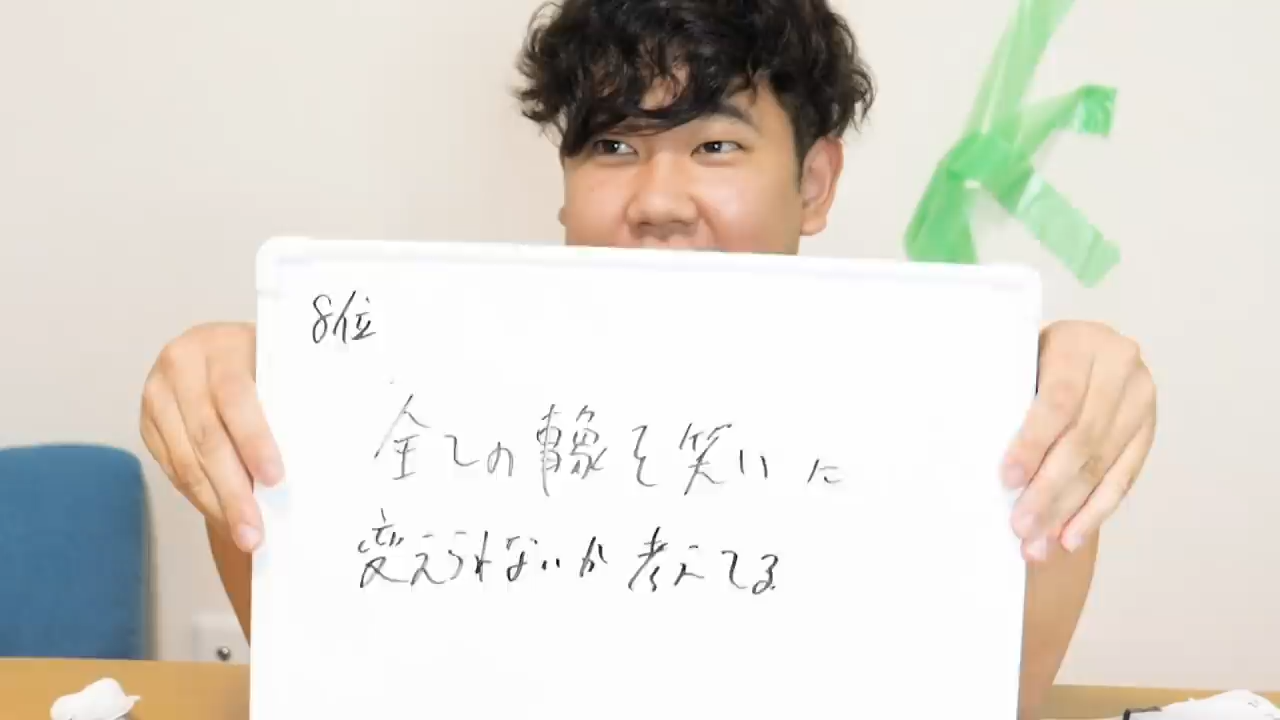 8位
全ての事象を笑いに
変えられないか考えてる